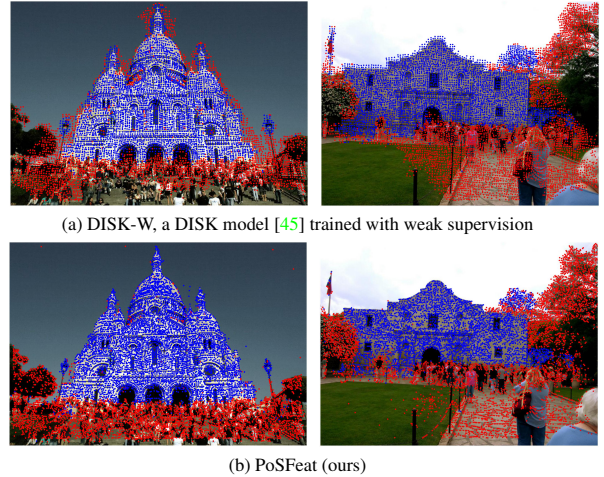 (a) DISK-W, a DISK model [45] trained with weak supervision
(b) PoSFeat (ours)